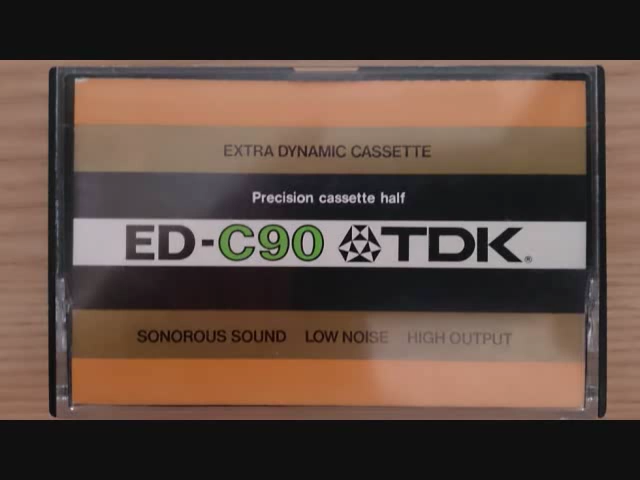 EXTRA DYNAMIC CASSETTE
Precision cassette half
ED-C90 TDK®
SONOROUS SOUND LOW NOISE HIGH OUTPUT